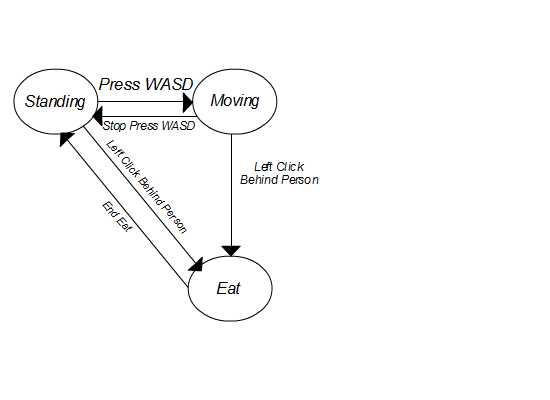 Press WASD
Standing
Moving
Stop Press WASD
Left Click Behind Person
Left Click
Behind Person
End Eat
Eat